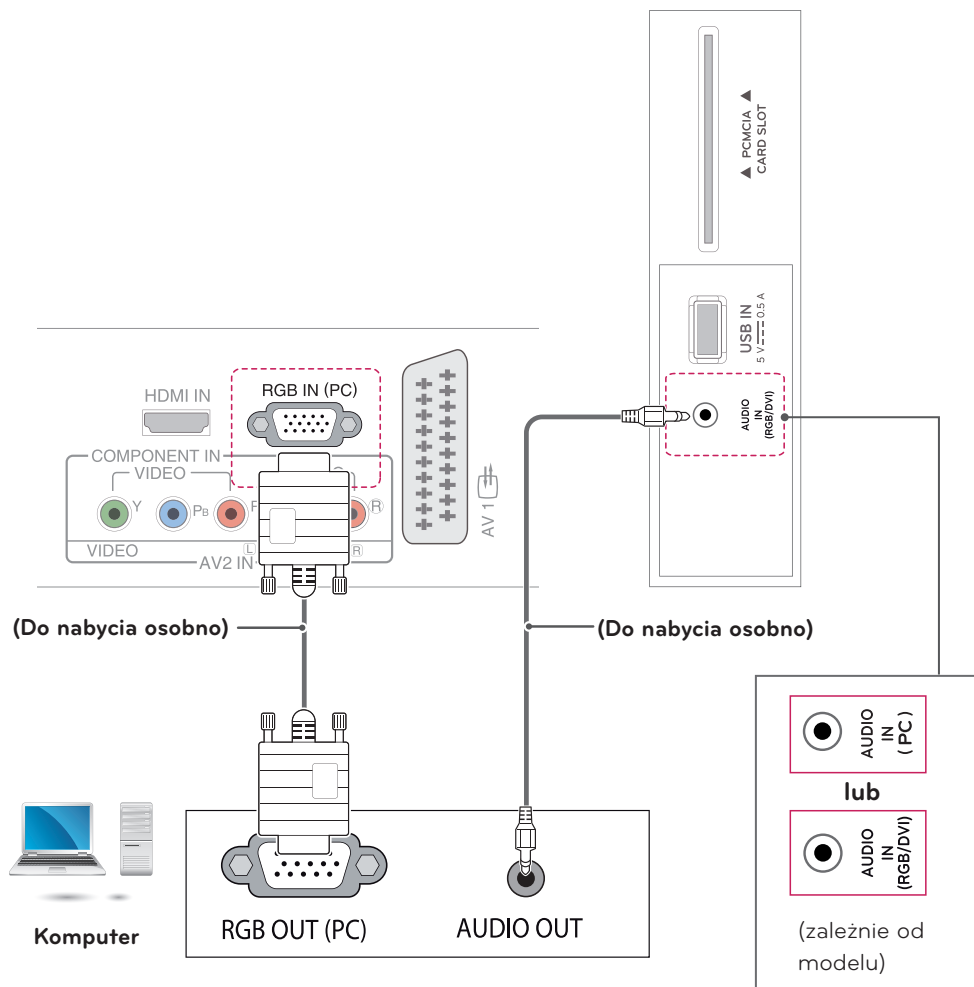 ▲ PCMCIA ▲
CARD SLOT
USB IN
5 V 0.5 A
AUDIO
IN
(RGB/DVI)
HDMI IN
RGB IN (PC)
COMPONENT IN
VIDEO
Y
PB
R
VIDEO
L
R
AV2 IN
AV 1
(Do nabycia osobno)
(Do nabycia osobno)
AUDIO
IN
( PC )
lub
AUDIO
IN
(RGB/DVI)
(zależnie od
modelu)
Komputer
RGB OUT (PC)
AUDIO OUT